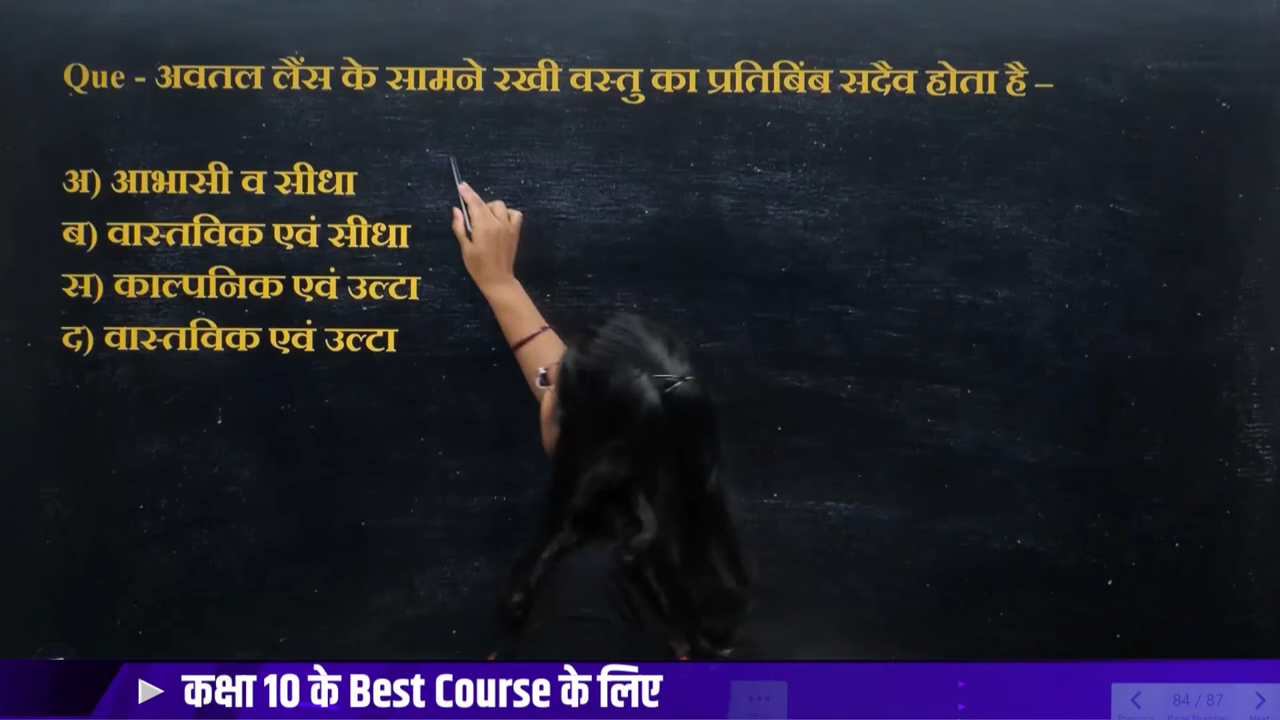 Que - अवतल लैंस के सामने रखी वस्तु का प्रतिबिंब सदैव होता है –
अ) आभासी व सीधा
ब) वास्तविक एवं सीधा
स) काल्पनिक एवं उल्टा
द) वास्तविक एवं उल्टा
कक्षा 10 के Best Course के लिए
84 / 87